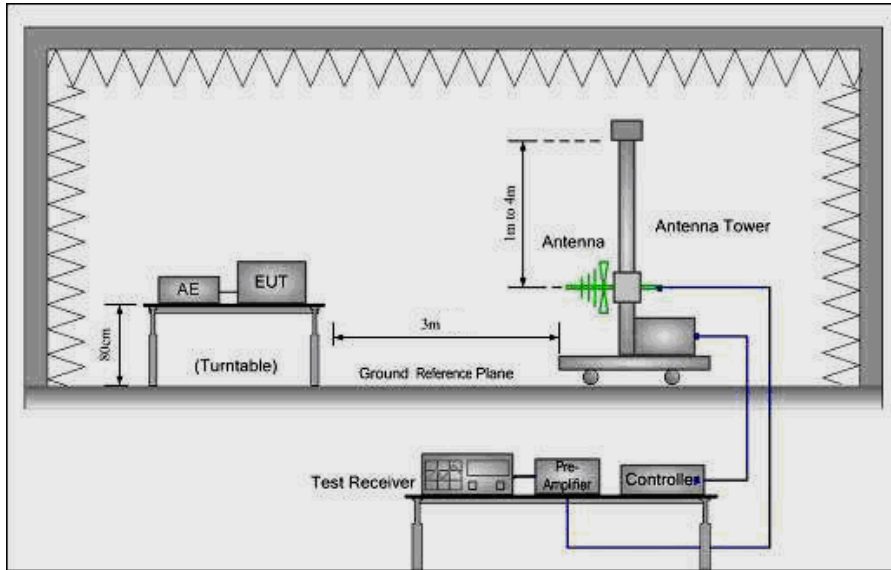 1m to 4m
Antenna
Antenna Tower
AE
EUT
3m
80cm
(Turntable)
Ground Reference Plane
Test Receiver
Pre-
Amplifier
Controller